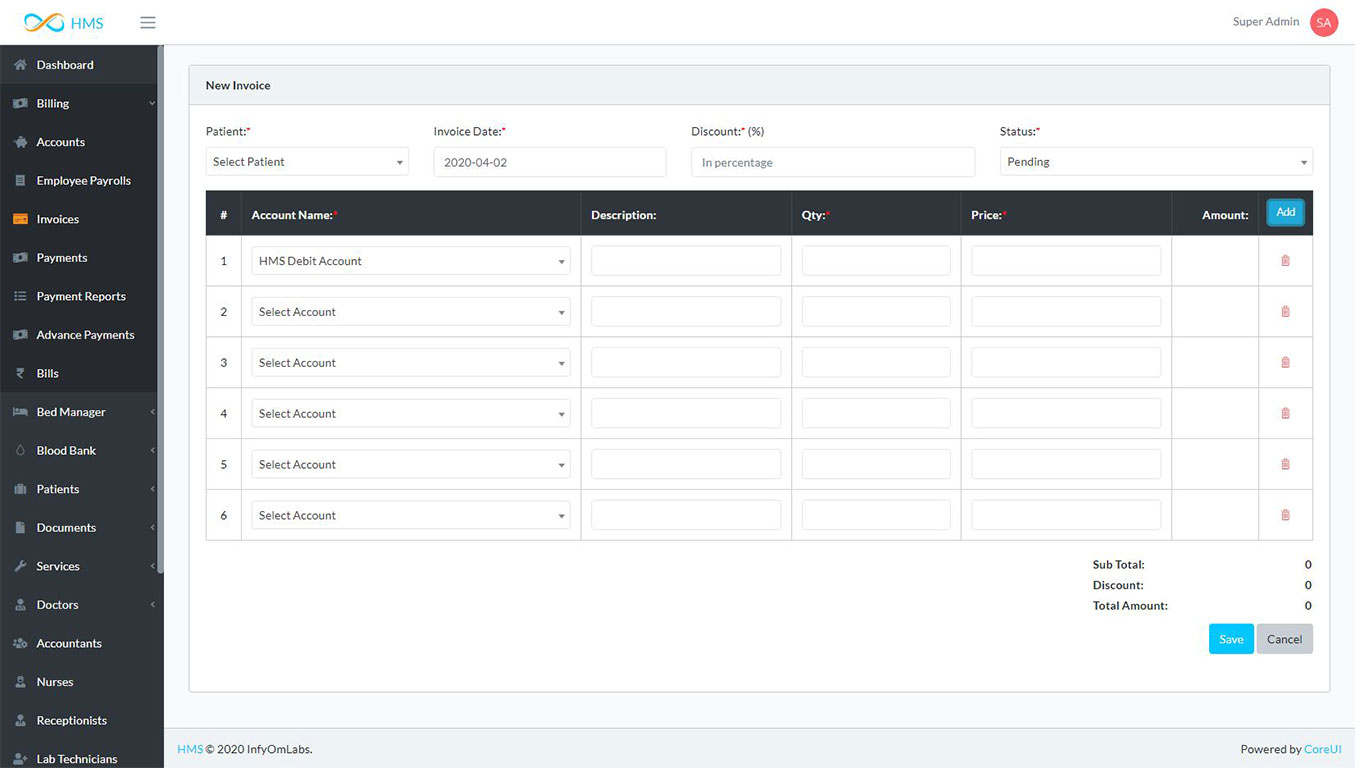 HMS
Super Admin
SA
Dashboard
Billing
Accounts
Employee Payrolls
Invoices
Payments
Payment Reports
Advance Payments
Bills
Bed Manager
Blood Bank
Patients
Documents
Services
Doctors
Accountants
Nurses
Receptionists
Lab Technicians
New Invoice
Patient:* Invoice Date:* Discount:* (%) Status:*
Select Patient 2020-04-02 In percentage Pending
# Account Name:* Description: Qty:* Price:* Amount: Add
1 HMS Debit Account
2 Select Account
3 Select Account
4 Select Account
5 Select Account
6 Select Account
Sub Total: 0
Discount: 0
Total Amount: 0
Save Cancel
HMS © 2020 InfyOmLabs. Powered by CoreUI